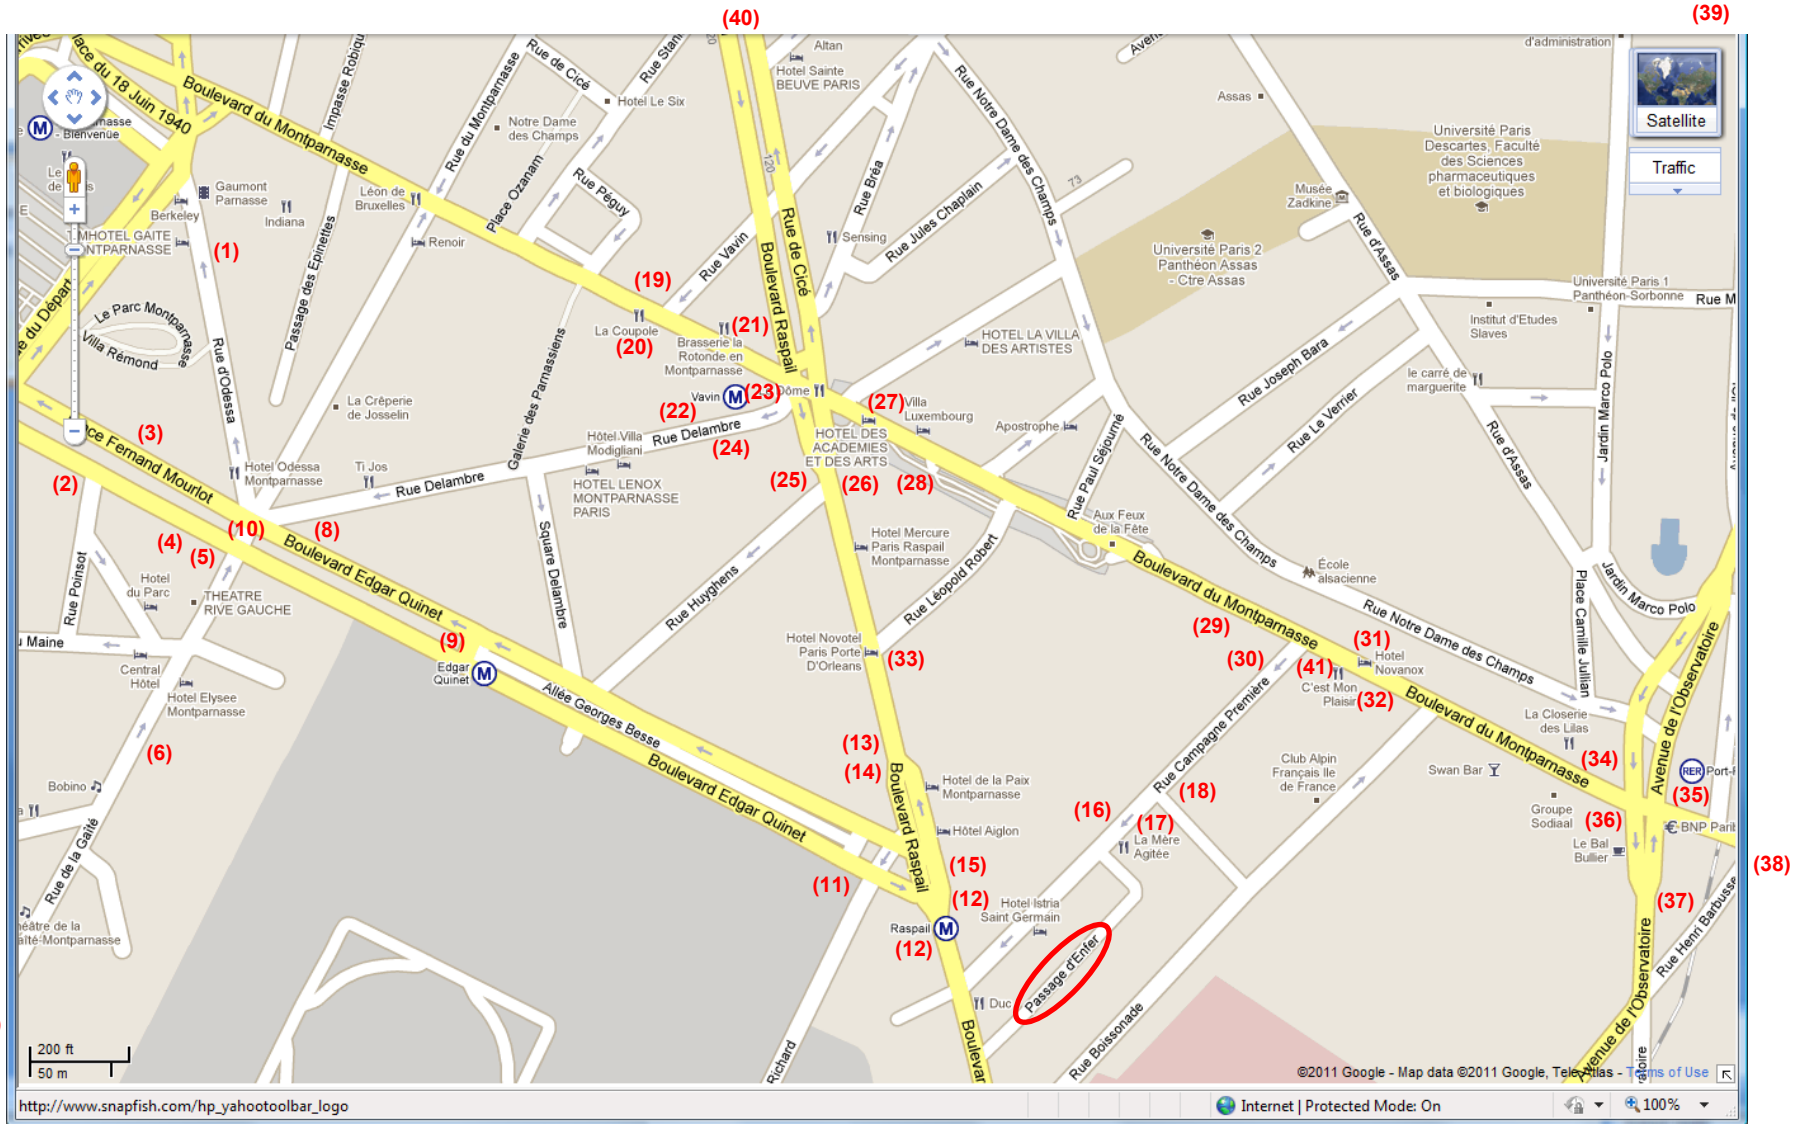 (40)
(39)
Altan
Hotel Sainte
BEUVE PARIS
d'administration
Satellite
Traffic
Place du 18 Juin 1940
Boulevard du Montparnasse
Impasse Robiqu
Rue du Montparnasse
Rue de Cicé
Rue Stani
Hotel Le Six
Notre Dame
des Champs
Place Ozanam
Rue Péguy
Rue Vavin
120
Rue Bréa
Rue Jules Chaplain
Rue Notre Dame des Champs
73
Assas
Université Paris
Descartes, Faculté
des Sciences
pharmaceutiques
et biologiques
Musée
Zadkine
Rue d'Assas
Université Paris 2
Panthéon Assas
- Ctre Assas
Université Paris 1
Panthéon-Sorbonne
Rue M
Institut d'Etudes
Slaves
M
- Bienvenüe
Gaumont
Parnasse
Berkeley
Indiana
Léon de
Bruxelles
Renoir
(1)
Sensing
Boulevard Raspail
Rue de Cicé
Le Parc Montparnasse
Villa Rémond
Rue d'Odessa
Passage des Epinettes
(19)
La Coupole
(20)
(21)
Brasserie la
Rotonde en
Montparnasse
Vavin
M
(23)
Dôme
(22)
(24)
HOTEL LA VILLA
DES ARTISTES
(27)
Villa
Luxembourg
HOTEL DES
ACADEMIES
ET DES ARTS
Apostrophe
Rue Joseph Bara
Rue Le Verrier
le carré de
marguerite
Jardin Marco Polo
Rue d'Assas
La Crêperie
de Josselin
Galerie des Parnassiens
Hôtel Villa
Modigliani
Rue Delambre
(3)
Fernand Mourlot
(2)
Hotel Odessa
Montparnasse
Ti Jos
Rue Delambre
HOTEL LENOX
MONTPARNASSE
PARIS
(25)
(26)
(28)
Rue Paul Séjourné
Rue Notre Dame des Champs
Aux Feux
de la Fête
(10)
(8)
(4)
(5)
Boulevard Edgar Quinet
Square Delambre
Rue Huyghens
Hotel Mercure
Paris Raspail
Montparnasse
Rue Léopold Robert
Boulevard du Montparnasse
École
alsacienne
Rue Notre Dame des Champs
Place Camille Jullian
Jardin Marco Polo
Rue Poinsot
Hotel
du Parc
THEATRE
RIVE GAUCHE
u Maine
Central
Hôtel
Hotel Elysee
Montparnasse
(9)
Edgar
Quinet
M
Allée Georges Besse
Hotel Novotel
Paris Porte
D'Orleans
(33)
(29)
(30)
(41)
(31)
Hotel
Novanox
C'est Mon
Plaisir
(32)
Boulevard du Montparnasse
La Closerie
des Lilas
Avenue de l'Observatoire
(6)
Bobino
Rue de la Gaîté
Boulevard Edgar Quinet
(13)
(14)
Boulevard Raspail
Hotel de la Paix
Montparnasse
Hôtel Aiglon
(15)
(11)
(12)
Rue Campagne Première
(16)
(17)
(18)
La Mère
Agitée
Club Alpin
Français Ile
de France
Swan Bar
(34)
RER
Port-
(35)
Groupe
Sodiaal
(36)
BNP Parib
Le Bal
Bullier
(37)
(38)
Rue Henri Barbusse
Raspail
M
(12)
Hotel Istria
Saint Germain
Passage d'Enfer
Duc
Boulevar
Rue Boissonade
Richard
Avenue de l'Observatoire
200 ft
50 m
©2011 Google - Map data ©2011 Google, Tele Atlas - Terms of Use
http://www.snapfish.com/hp_yahootoolbar_logo
Internet | Protected Mode: On
100%